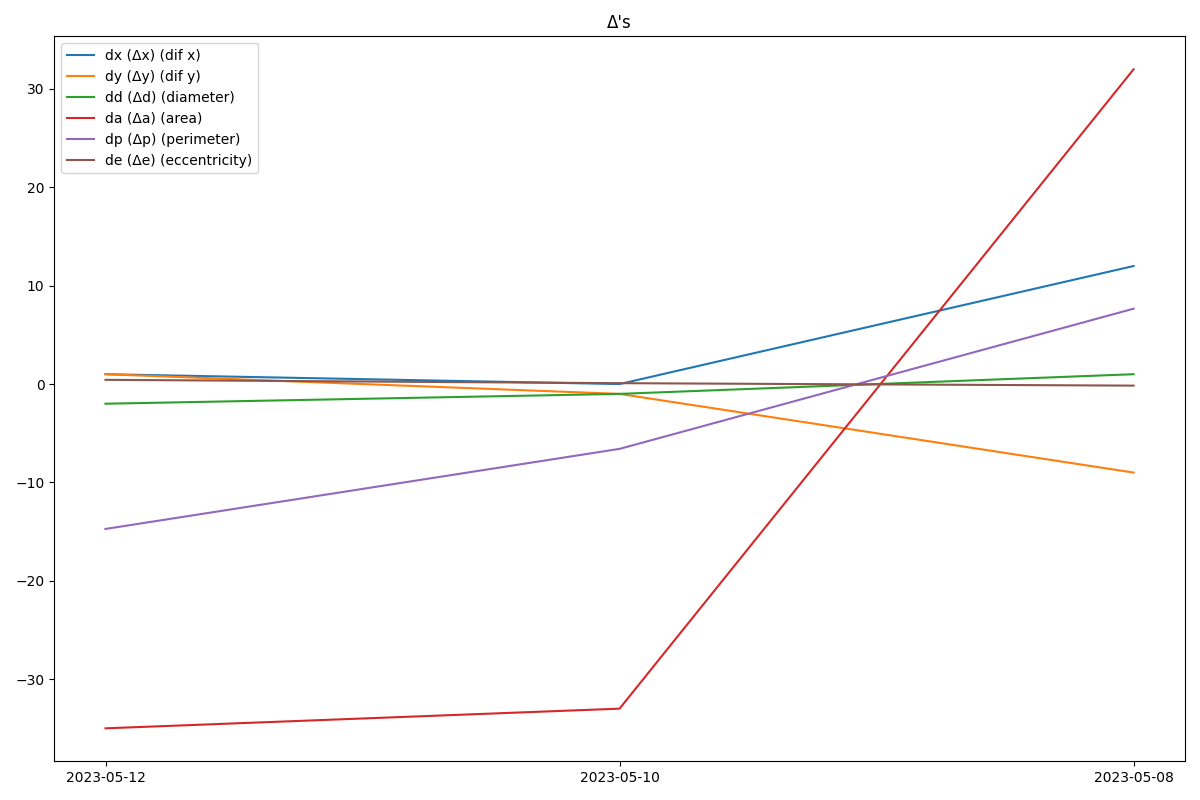 Δ's
dx (Δx) (dif x)
dy (Δy) (dif y)
dd (Δd) (diameter)
da (Δa) (area)
dp (Δp) (perimeter)
de (Δe) (eccentricity)
30
20
10
0
−10
−20
−30
2023-05-12
2023-05-10
2023-05-08